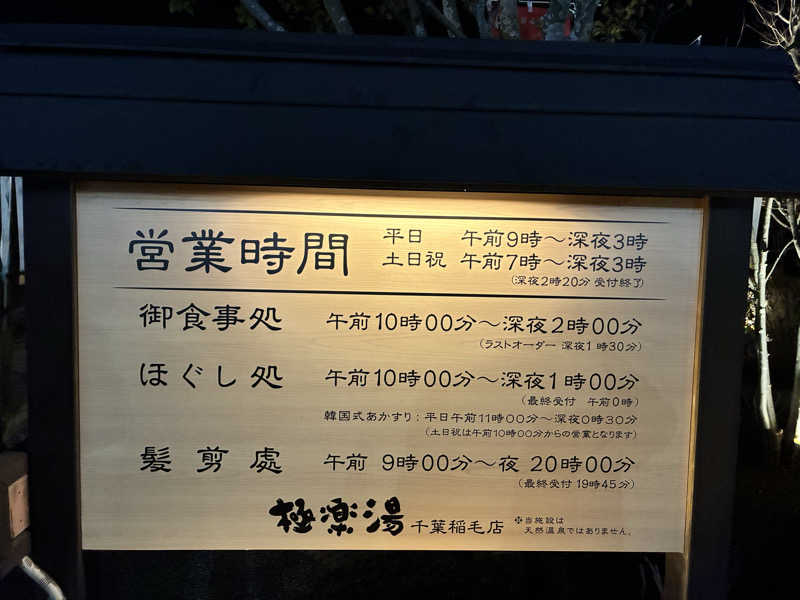 営業時間 平日 午前9時～深夜3時
土日祝 午前7時～深夜3時
(深夜2時20分 受付終了)
御食事処 午前10時00分～深夜2時00分
(ラストオーダー 深夜1時30分)
ほぐし処 午前10時00分～深夜1時00分
(最終受付 午前0時)
韓国式あかすり：平日午前11時00分～深夜0時30分
(土日祝は午前10時00分からの営業となります)
髪剪處 午前 9時00分～夜 20時00分
(最終受付 19時45分)
極楽湯 千葉稲毛店 ※当施設は
天然温泉ではありません。